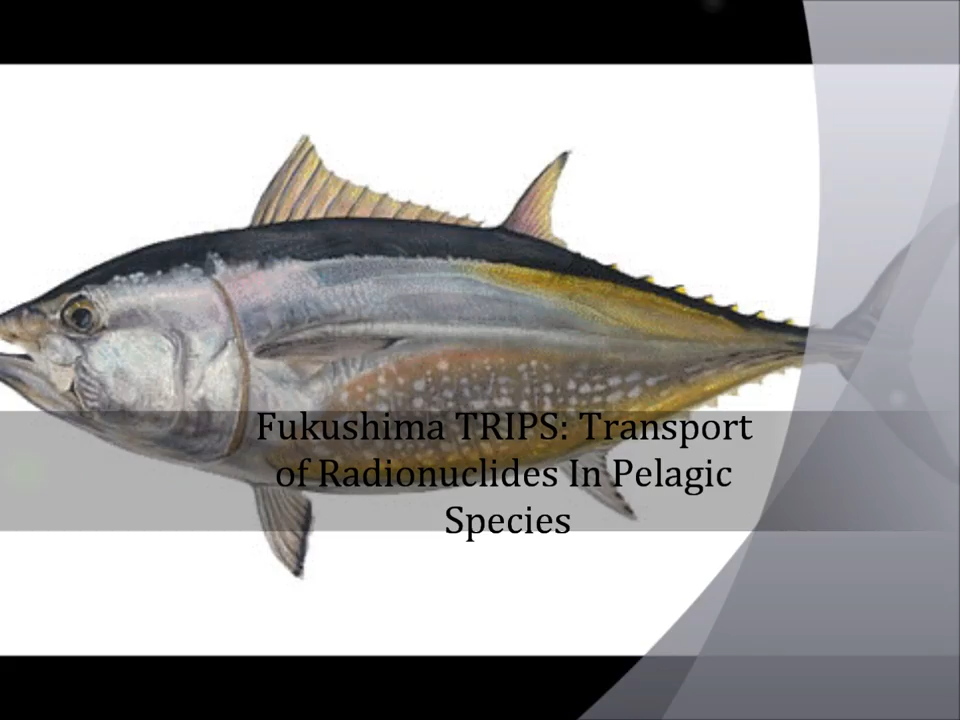 Fukushima TRIPS: Transport
of Radionuclides In Pelagic
Species